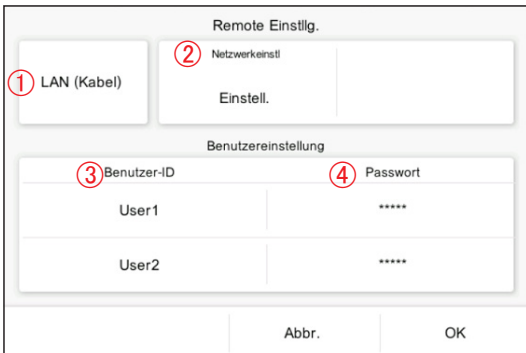 Remote Einstllg.
② Netzwerkeinstl
① LAN (Kabel)
Einstell.
Benutzereinstellung
③ Benutzer-ID ④ Passwort
User1 *****
User2 *****
Abbr. OK